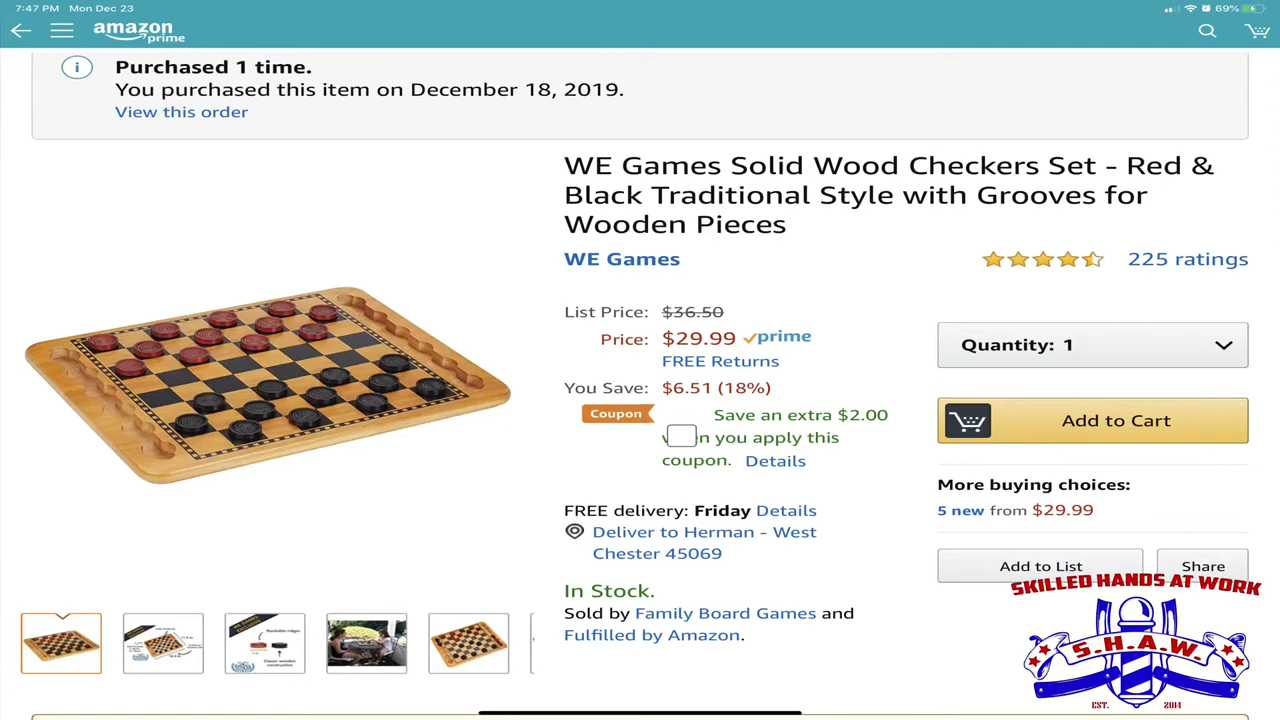 7:47 PM Mon Dec 23
69%
amazon
prime
Purchased 1 time.
You purchased this item on December 18, 2019.
View this order
WE Games Solid Wood Checkers Set - Red &
Black Traditional Style with Grooves for
Wooden Pieces
WE Games
225 ratings
List Price: $36.50
Price: $29.99 prime
FREE Returns
You Save: $6.51 (18%)
Coupon
Save an extra $2.00
you apply this
coupon. Details
FREE delivery: Friday Details
Deliver to Herman - West
Chester 45069
In Stock.
Sold by Family Board Games and
Fulfilled by Amazon.
Quantity: 1
Add to Cart
More buying choices:
5 new from $29.99
Add to List
Share
SKILLED HANDS AT WORK
S.H.A.W.
EST. 2014
Stackable ridges
Classic wooden
construction